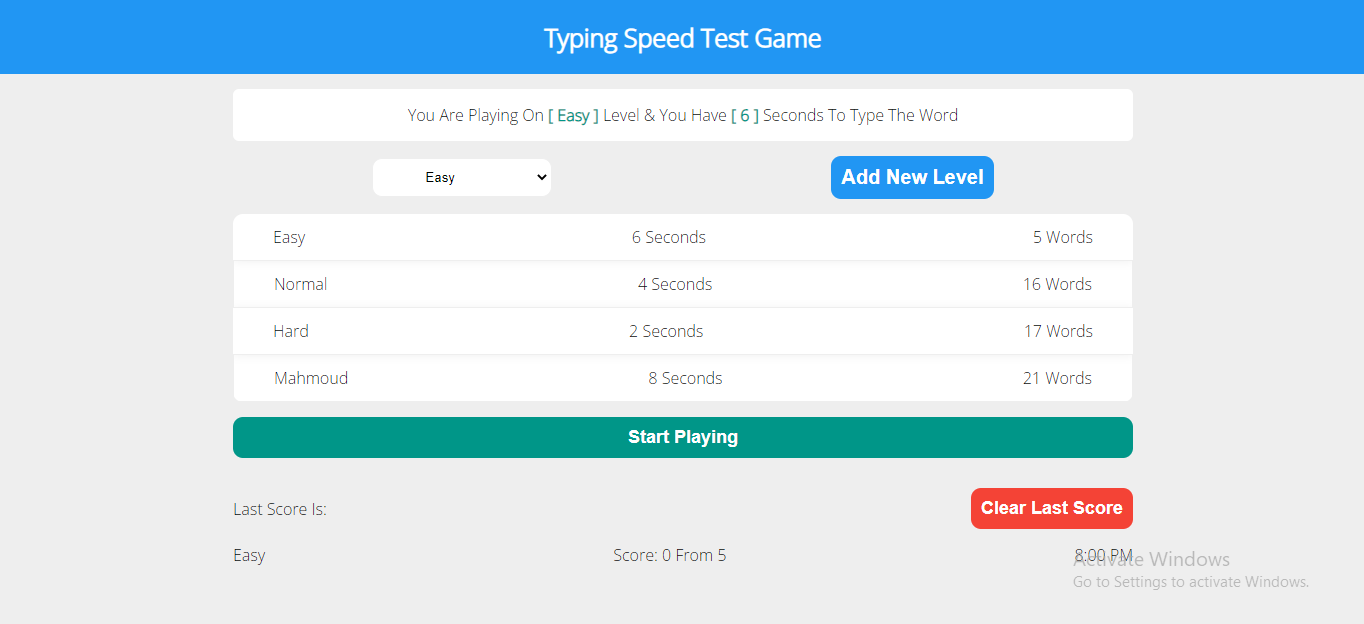 Typing Speed Test Game
You Are Playing On [ Easy ] Level & You Have [ 6 ] Seconds To Type The Word
Easy
Add New Level
Easy 6 Seconds 5 Words
Normal 4 Seconds 16 Words
Hard 2 Seconds 17 Words
Mahmoud 8 Seconds 21 Words
Start Playing
Last Score Is:
Clear Last Score
Easy Score: 0 From 5 8:00 PM
Activate Windows
Go to Settings to activate Windows.